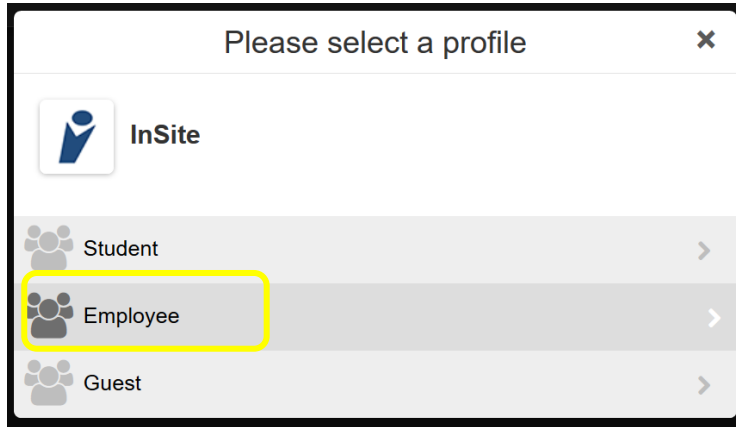 Please select a profile
InSite
Student
Employee
Guest